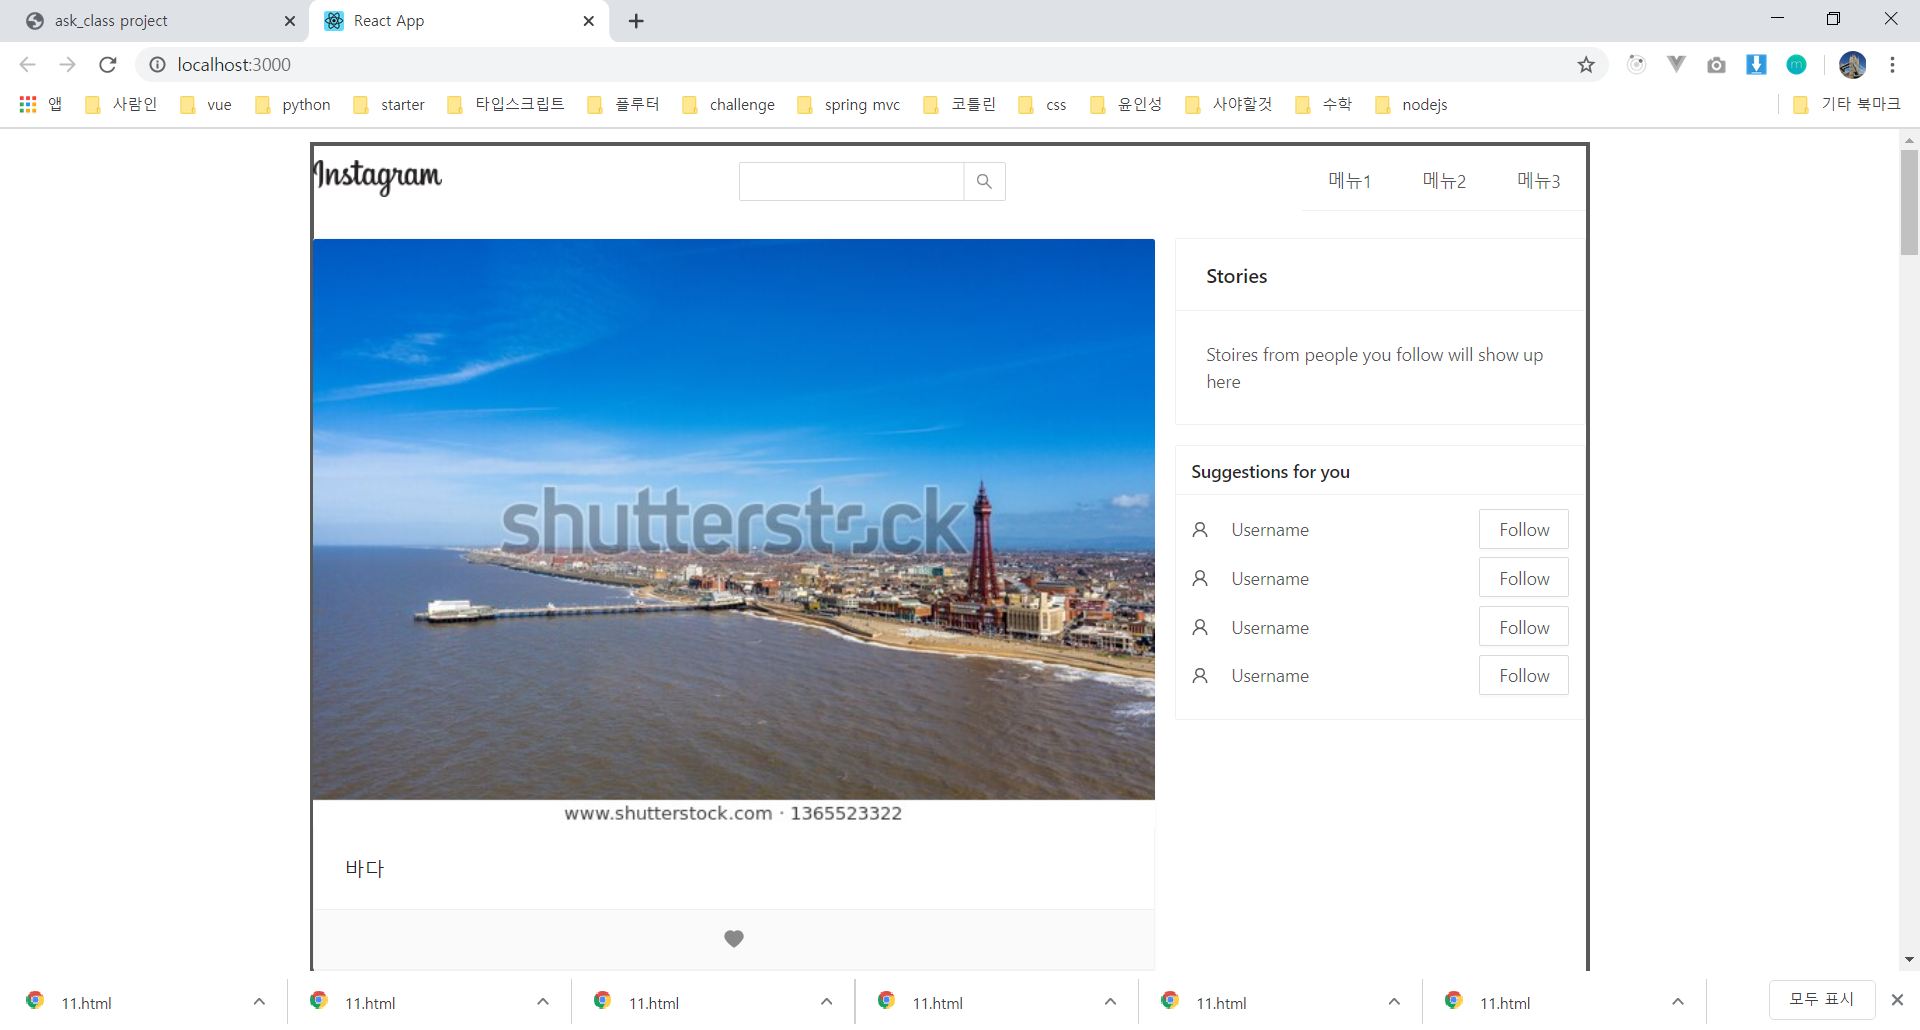 ask_class project
React App
localhost:3000
앱
사람인
vue
python
starter
타입스크립트
플루터
challenge
spring mvc
코틀린
css
윤인성
사야할것
수학
nodejs
기타 북마크
Instagram
메뉴1
메뉴2
메뉴3
shutterstock
www.shutterstock.com · 1365523322
바다
Stories
Stoires from people you follow will show up
here
Suggestions for you
Username
Follow
Username
Follow
Username
Follow
Username
Follow
11.html
11.html
11.html
11.html
11.html
11.html
모두 표시